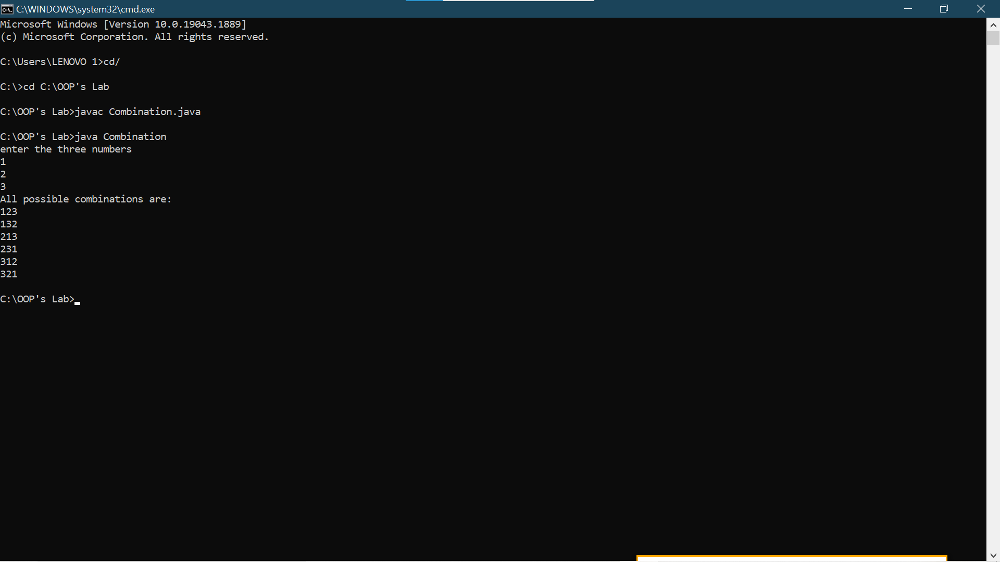 C:\WINDOWS\system32\cmd.exe
Microsoft Windows [Version 10.0.19043.1889]
(c) Microsoft Corporation. All rights reserved.
C:\Users\LENOVO 1>cd/
C:\>cd C:\OOP's Lab
C:\OOP's Lab>javac Combination.java
C:\OOP's Lab>java Combination
enter the three numbers
1
2
3
All possible combinations are:
123
132
213
231
312
321
C:\OOP's Lab>